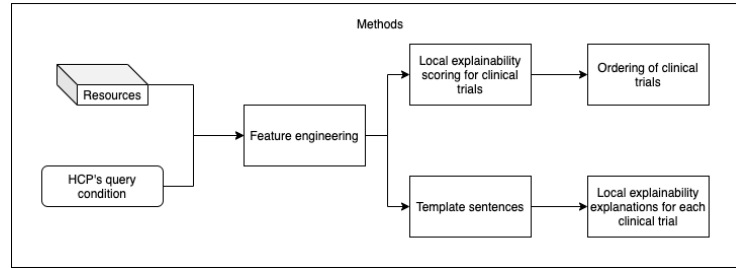 Methods
Resources
HCP's query
condition
Feature engineering
Local explainability
scoring for clinical
trials
Ordering of clinical
trials
Template sentences
Local explainability
explanations for each
clinical trial